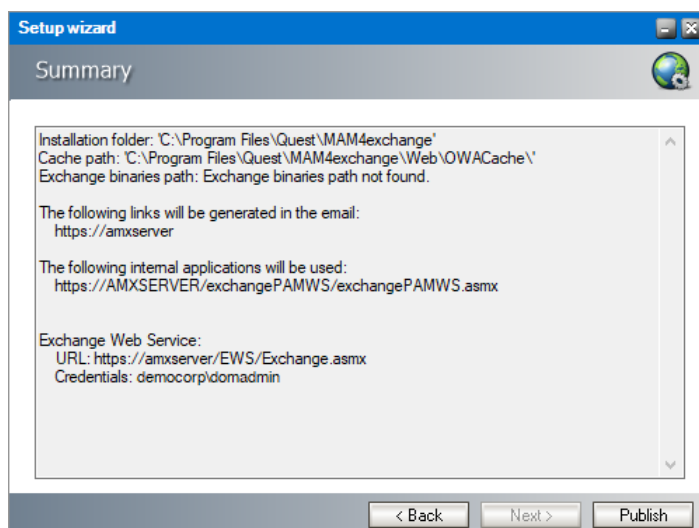 Setup wizard
Summary
Installation folder: 'C:\Program Files\Quest\MAM4exchange'
Cache path: 'C:\Program Files\Quest\MAM4exchange\Web\OWACache\'
Exchange binaries path: Exchange binaries path not found.
The following links will be generated in the email:
https://amxserver
The following internal applications will be used:
https://AMXSERVER/exchangePAMWS/exchangePAMWS.asmx
Exchange Web Service:
URL: https://amxserver/EWS/Exchange.asmx
Credentials: democorp\domadmin
< Back Next > Publish